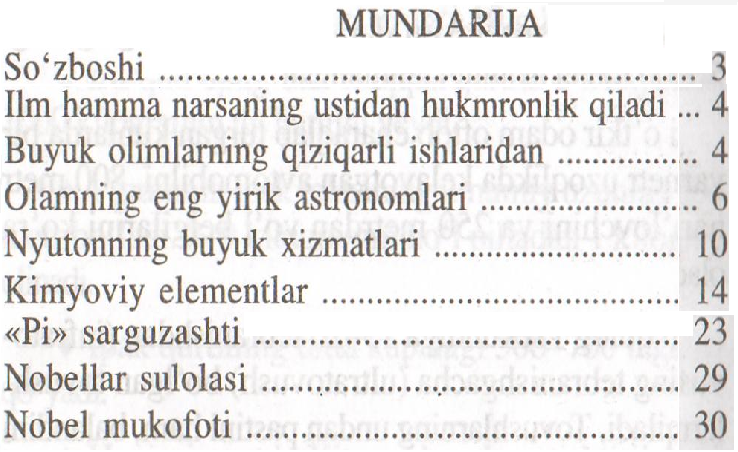 MUNDARIJA
So‘zboshi ........................................................ 3
Ilm hamma narsaning ustidan hukmronlik qiladi ... 4
Buyuk olimlarning qiziqarli ishlaridan ............... 4
Olamning eng yirik astronomlari ....................... 6
Nyutonning buyuk xizmatlari .......................... 10
Kimyoviy elementlar ...................................... 14
«Pi» sarguzashti ............................................. 23
Nobellan sulolasi ............................................. 29
Nobel mukofoti .............................................. 30